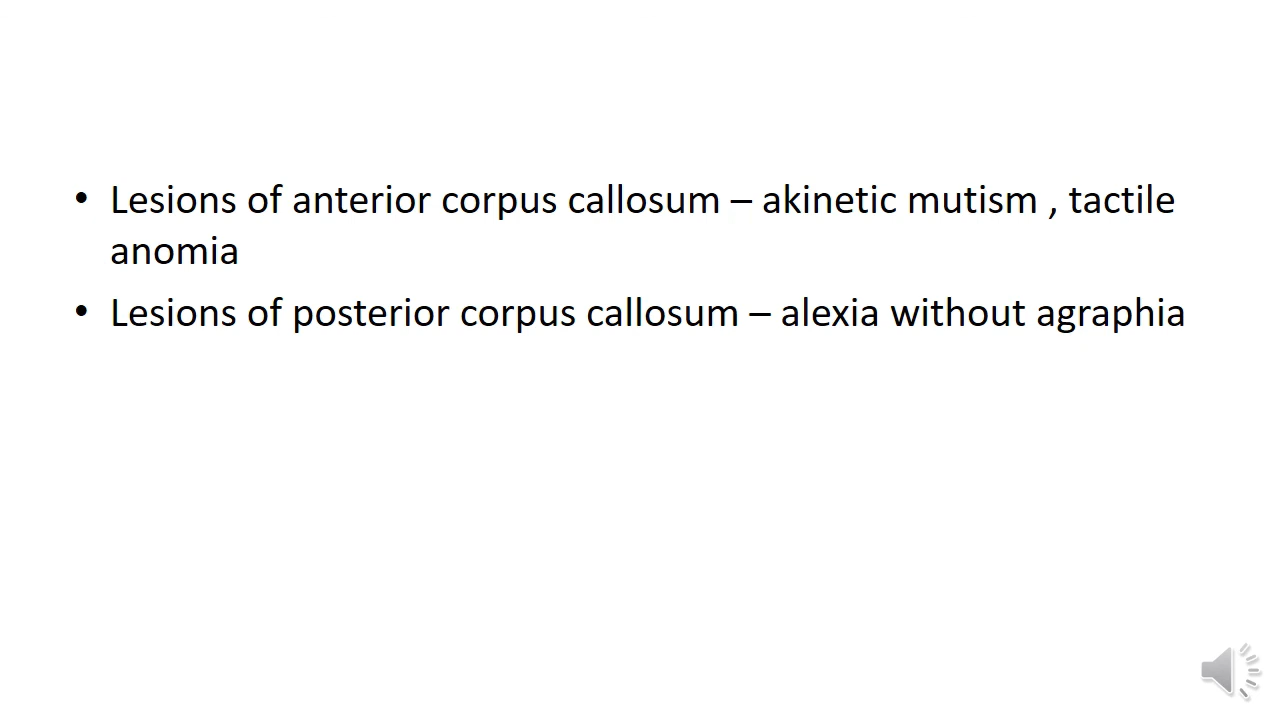 • Lesions of anterior corpus callosum – akinetic mutism , tactile
anomia
• Lesions of posterior corpus callosum – alexia without agraphia